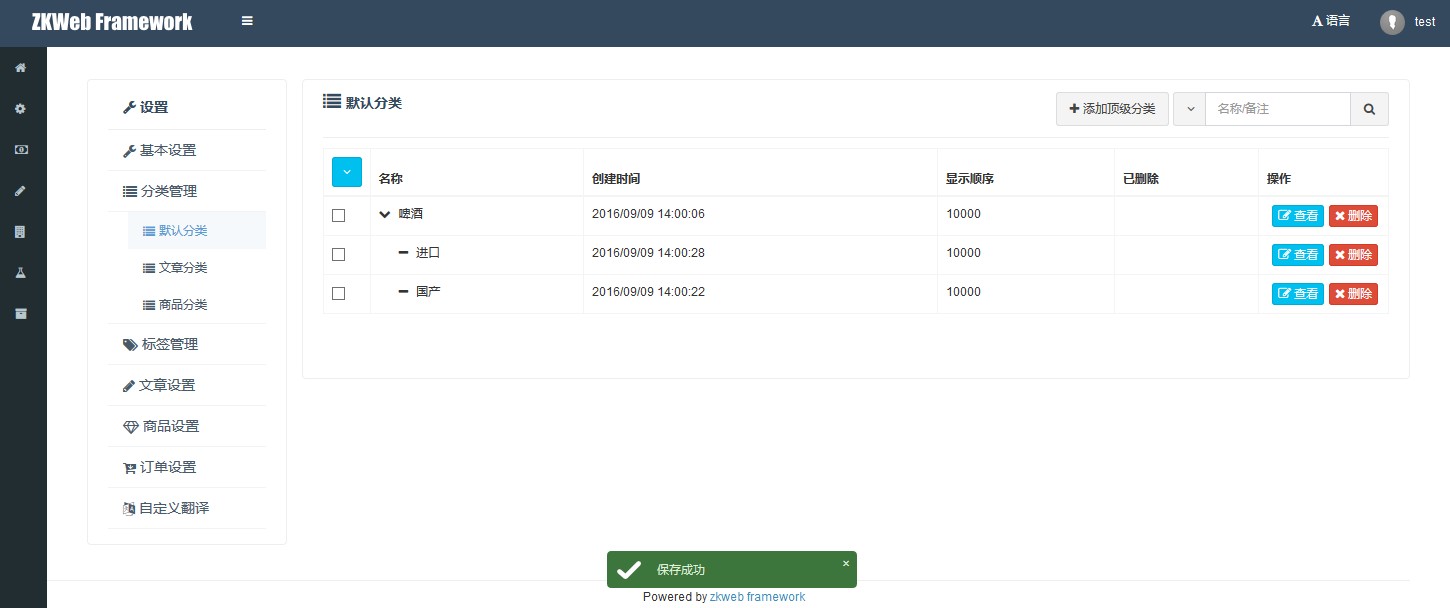 ZKWeb Framework
A 语言
test
设置
基本设置
分类管理
默认分类
文章分类
商品分类
标签管理
文章设置
商品设置
订单设置
自定义翻译
默认分类
添加顶级分类
名称/备注
名称 创建时间 显示顺序 已删除 操作
啤酒 2016/09/09 14:00:06 10000 查看 删除
进口 2016/09/09 14:00:28 10000 查看 删除
国产 2016/09/09 14:00:22 10000 查看 删除
保存成功
Powered by zkweb framework